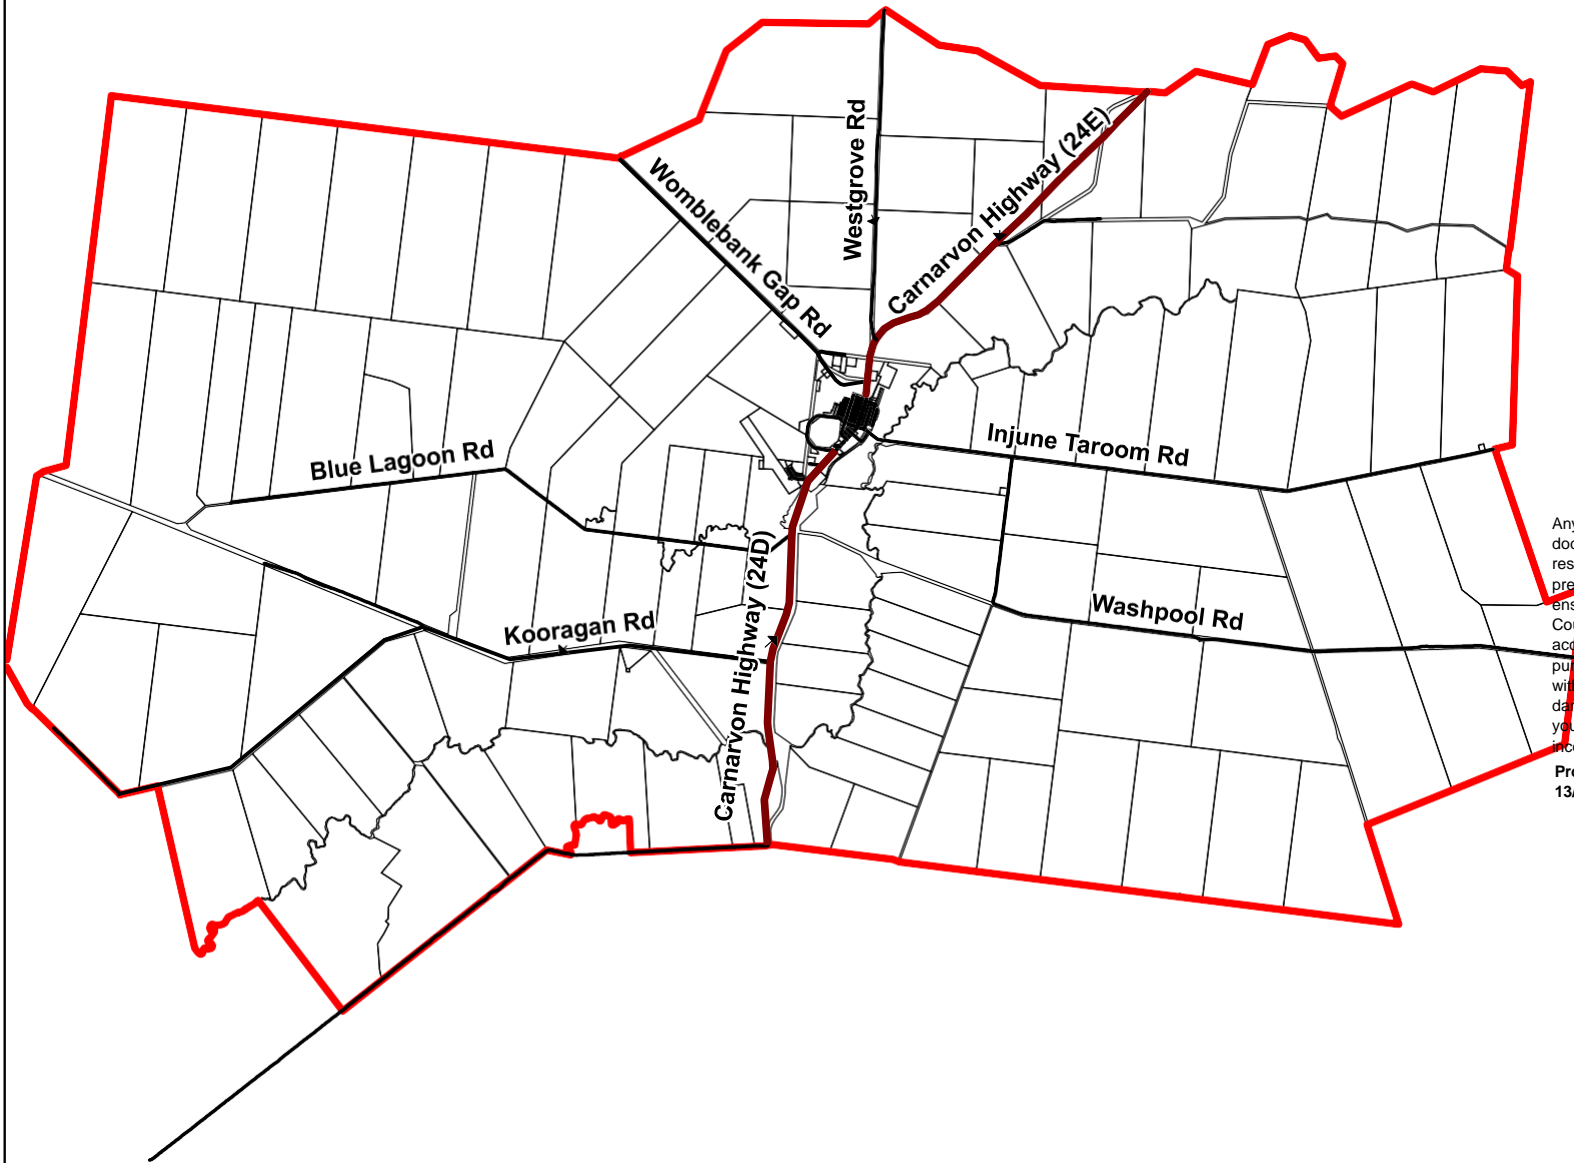 Westgrove Rd
Carnarvon Highway (24E)
Womblebank Gap Rd
Injune Taroom Rd
Blue Lagoon Rd
Carnarvon Highway (24D)
Washpool Rd
Kooragan Rd